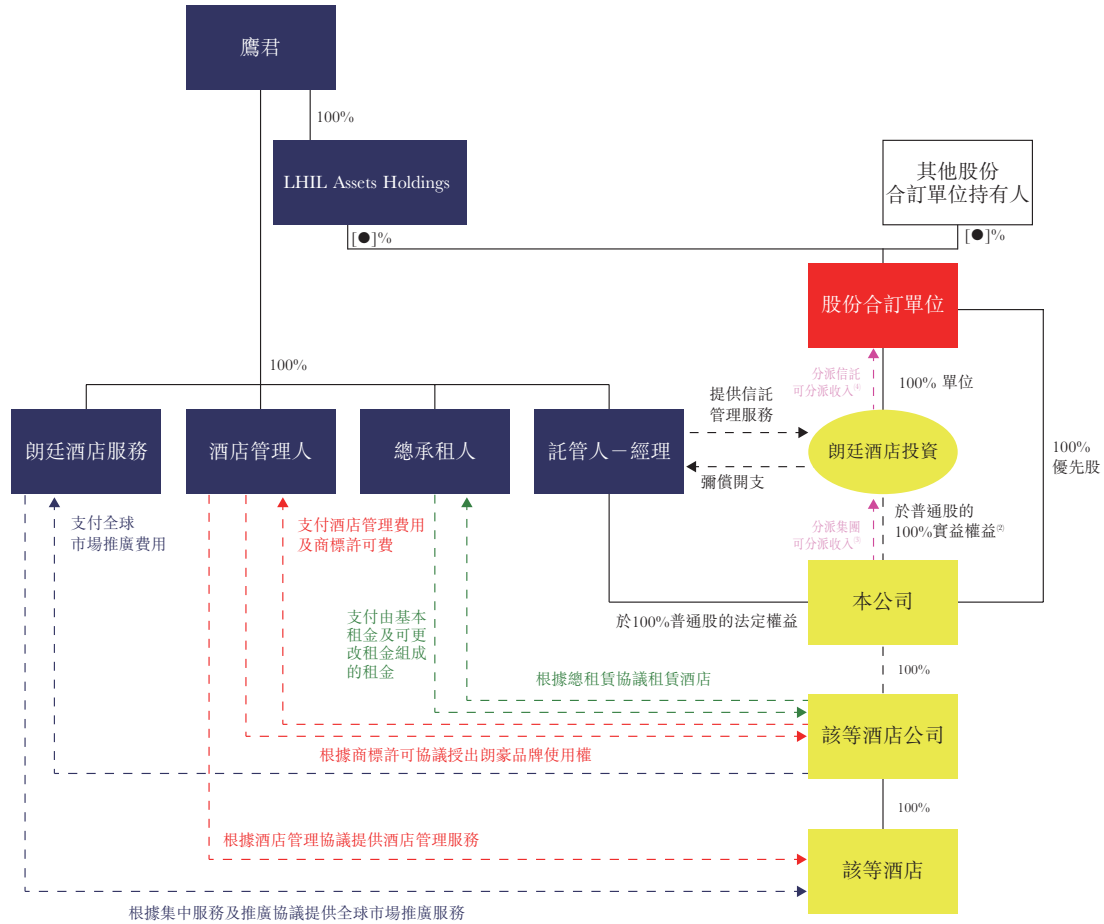 鷹君
100%
LHIL Assets Holdings
其他股份
合訂單位持有人
[●]%
[●]%
股份合訂單位
100%
分派信託
可分派收入⁽⁴⁾
100% 單位
提供信託
管理服務
朗廷酒店服務
酒店管理人
總承租人
託管人－經理
朗廷酒店投資
100%
優先股
彌償開支
支付全球
市場推廣費用
支付酒店管理費用
及商標許可費
分派集團
可分派收入⁽³⁾
於普通股的
100%實益權益⁽²⁾
本公司
支付由基本
租金及可更
改租金組成
的租金
於100%普通股的法定權益
100%
根據總租賃協議租賃酒店
該等酒店公司
根據商標許可協議授出朗豪品牌使用權
100%
根據酒店管理協議提供酒店管理服務
該等酒店
根據集中服務及推廣協議提供全球市場推廣服務